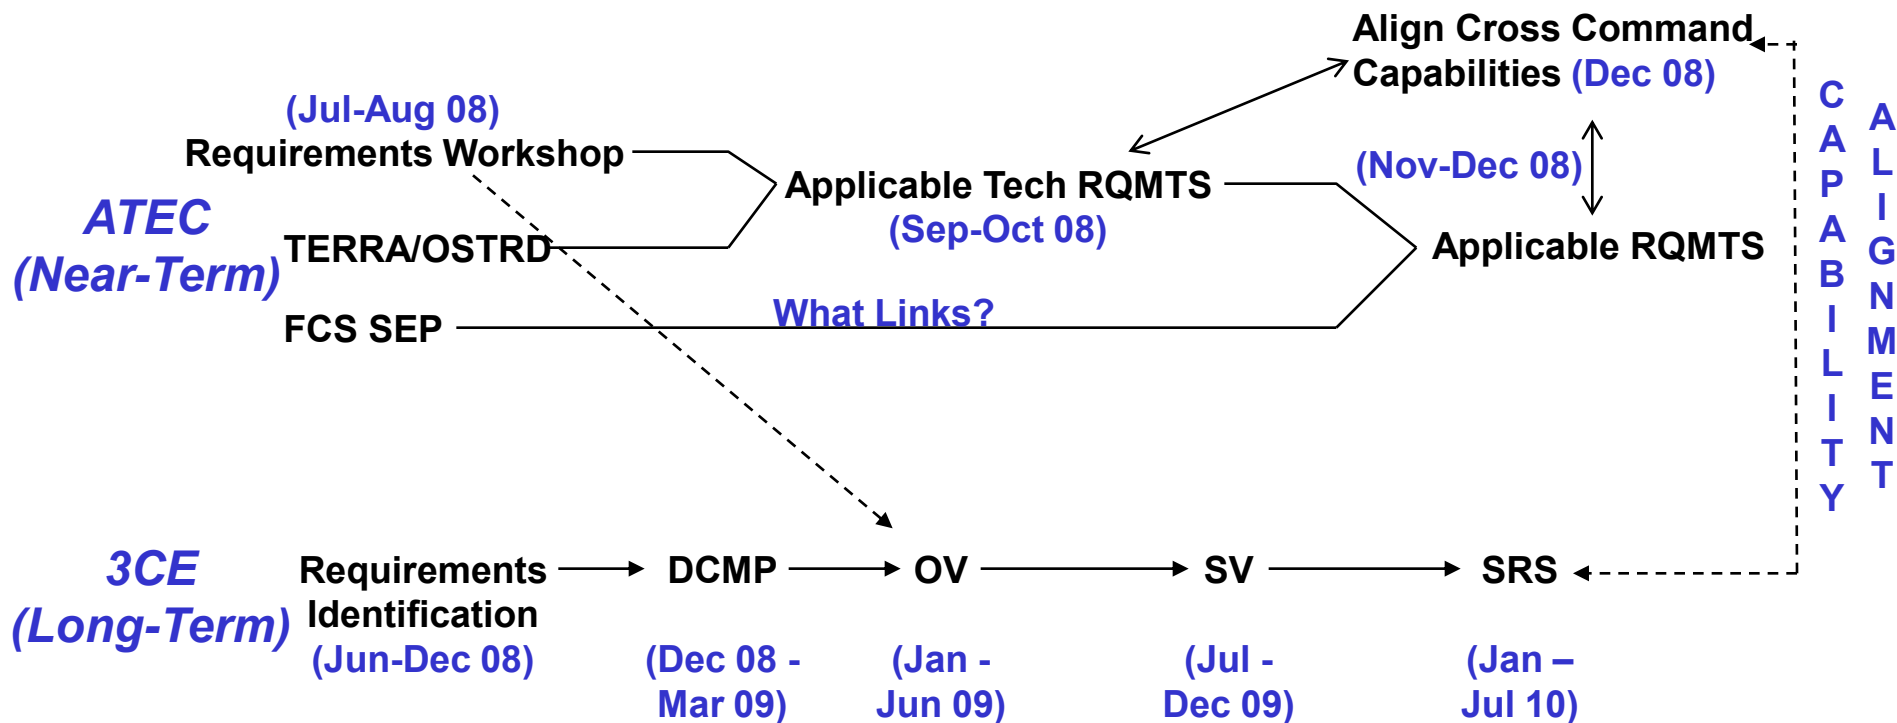 Align Cross Command
Capabilities (Dec 08)
(Jul-Aug 08)
Requirements Workshop
(Nov-Dec 08)
Applicable Tech RQMTS
(Sep-Oct 08)
ATEC
(Near-Term)
TERRA/OSTRD
Applicable RQMTS
What Links?
FCS SEP
CAPABILITY
ALIGNMENT
3CE
(Long-Term)
Requirements
Identification
(Jun-Dec 08)
DCMP
(Dec 08 -
Mar 09)
OV
(Jan -
Jun 09)
SV
(Jul -
Dec 09)
SRS
(Jan –
Jul 10)